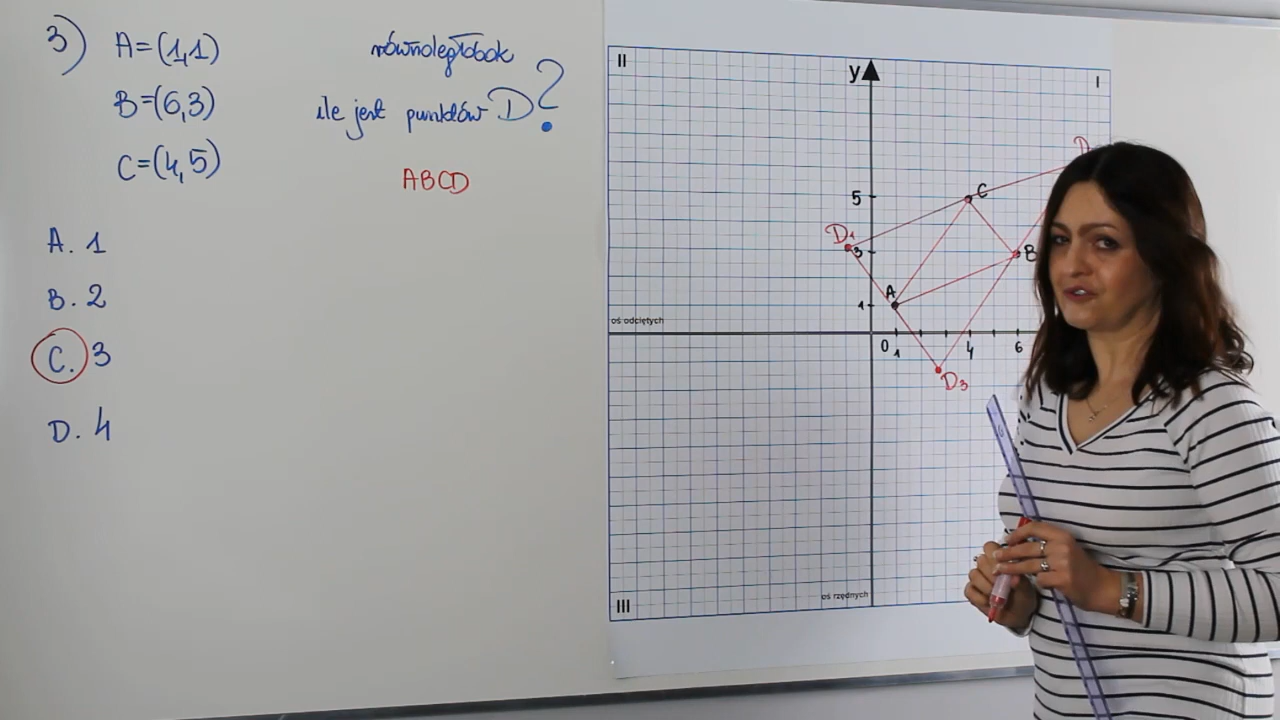 3) A=(1,1)
B=(6,3)
C=(4,5)
równoległobok
ile jest punktów D?
ABCD
A. 1
B. 2
C. 3
D. 4
II
I
y
5
C
D1
3
B
A
1
oś odciętych
0
1
4
6
D3
oś rzędnych
III